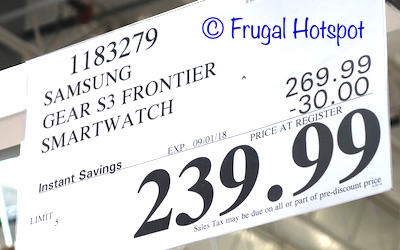 © Frugal Hotspot
1183279
SAMSUNG
GEAR S3 FRONTIER
SMARTWATCH
269.99
-30.00
EXP. 09/01/18
PRICE AT REGISTER
Instant Savings
239.99
LIMIT 5
Sales Tax may be due on all or part of pre-discount price